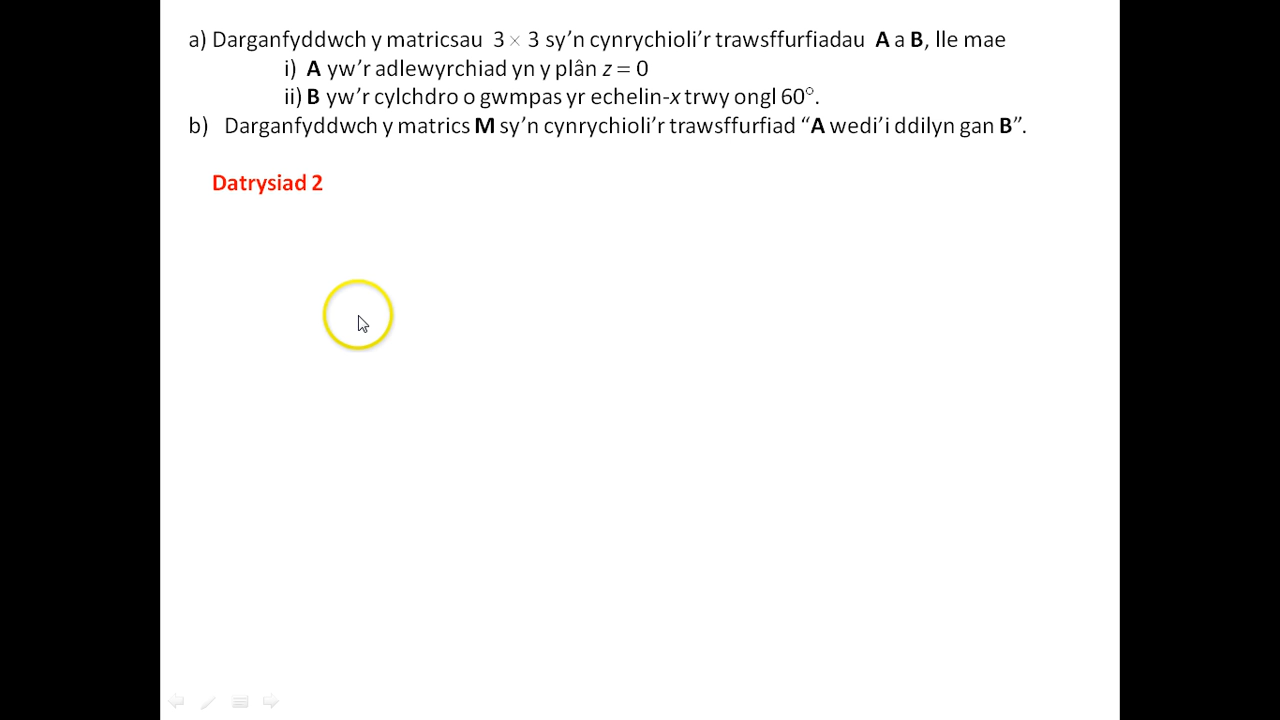 a) Darganfyddwch y matricsau 3 × 3 sy’n cynrychioli’r trawsffurfiadau A a B, lle mae
i) A yw’r adlewyrchiad yn y plân z = 0
ii) B yw’r cylchdro o gwmpas yr echelin-x trwy ongl 60°.
b) Darganfyddwch y matrics M sy’n cynrychioli’r trawsffurfiad “A wedi’i ddilyn gan B”.
Datrysiad 2